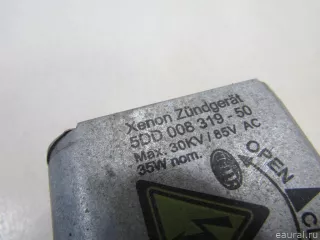 Xenon Zündgerät
5DD 008 319 - 50
Max. 30KV / 85V AC
35W nom.
OPEN
eaural.ru